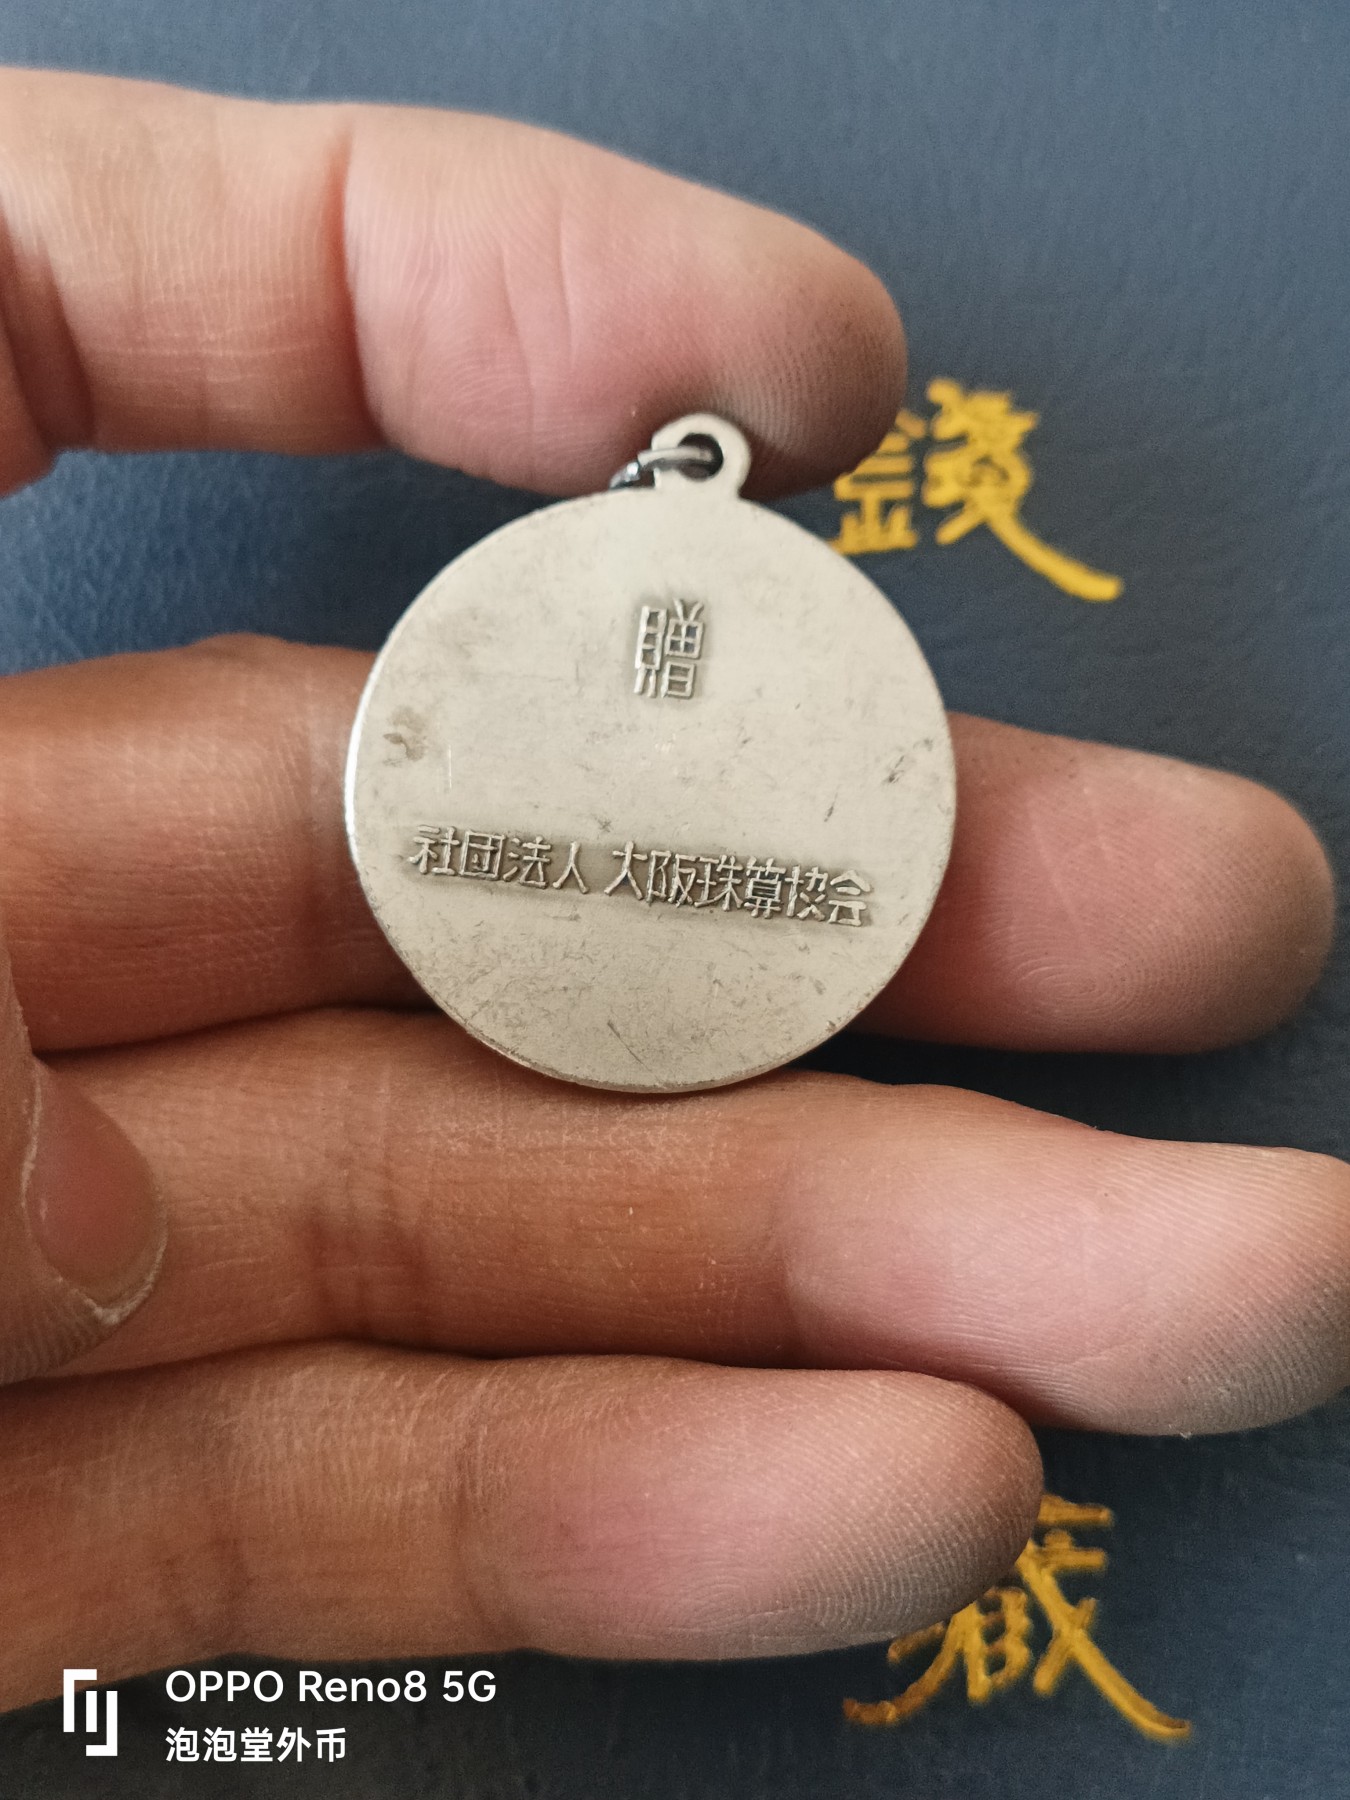 錢
贈
社団法人 大阪珠算協会
藏
OPPO Reno8 5G
泡泡堂外币